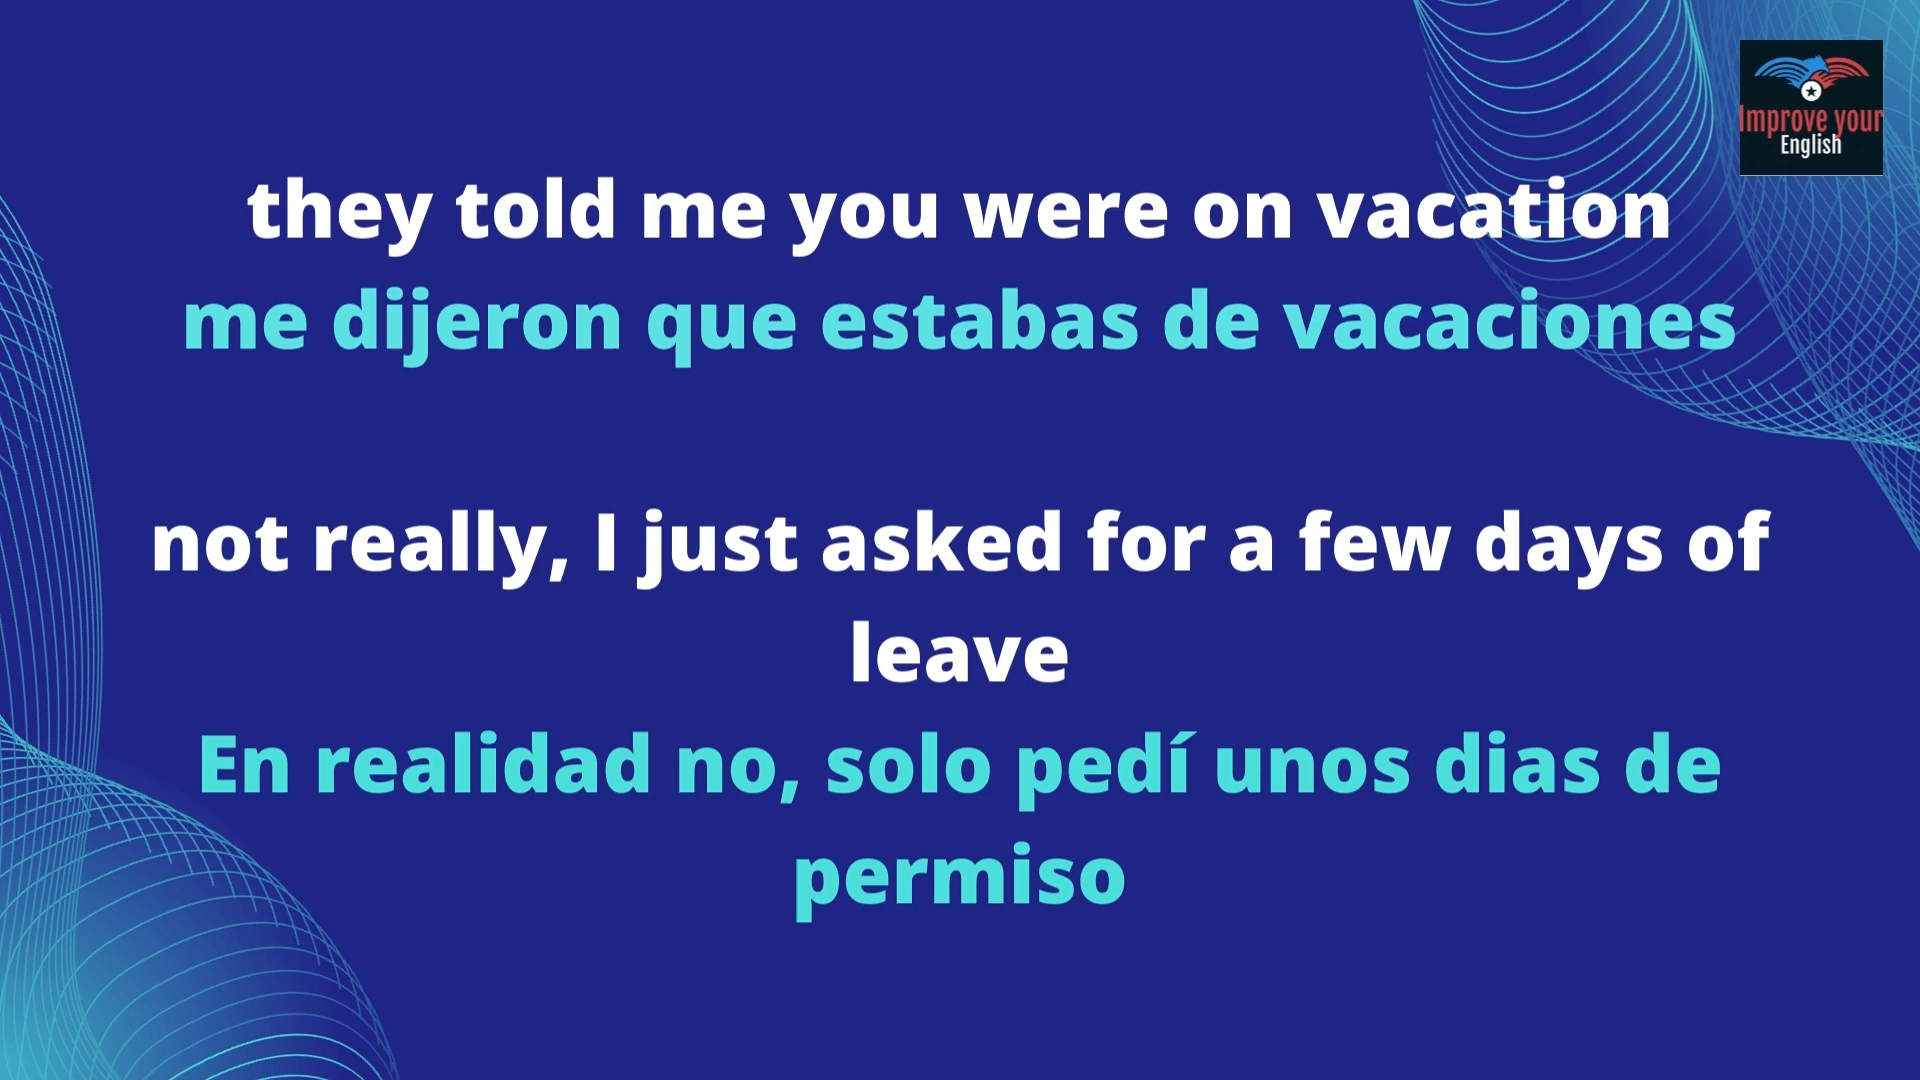 Improve your
English
they told me you were on vacation
me dijeron que estabas de vacaciones
not really, I just asked for a few days of
leave
En realidad no, solo pedí unos dias de
permiso